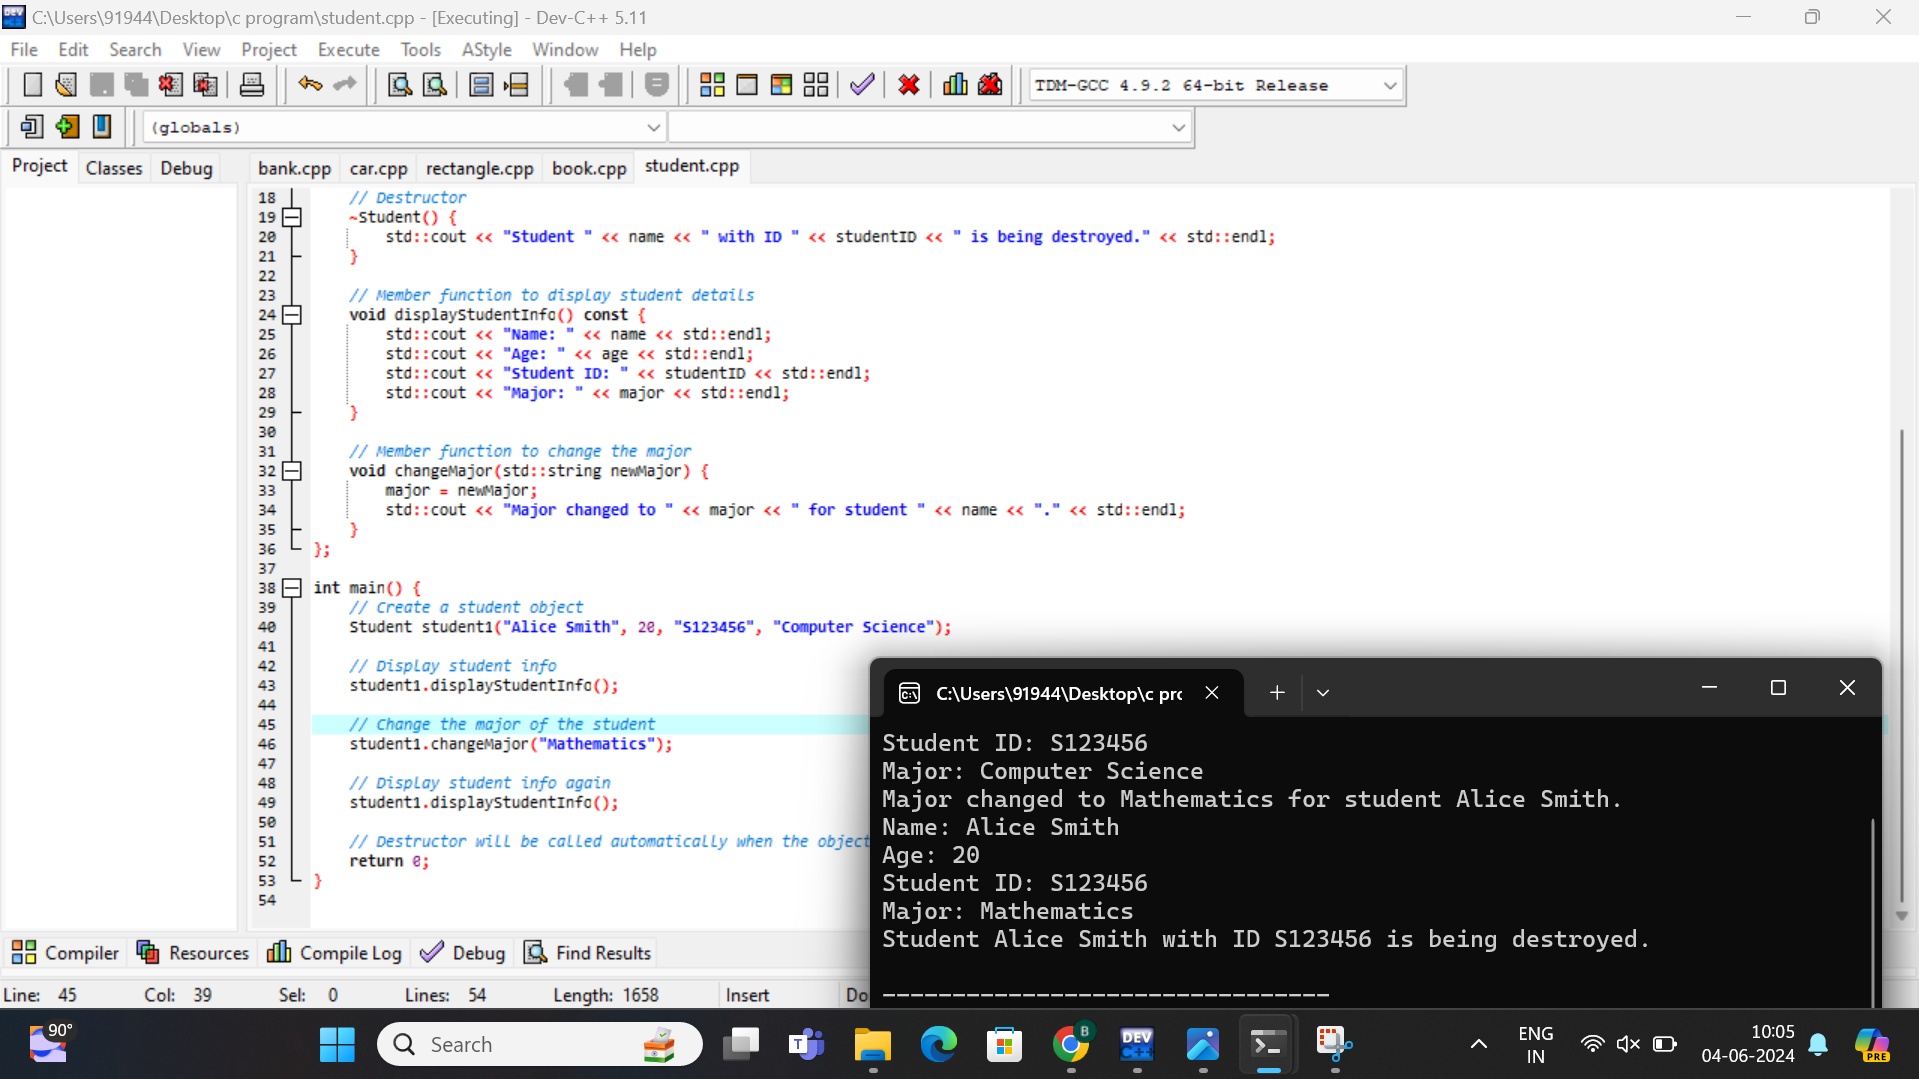 C:\Users\91944\Desktop\c program\student.cpp - [Executing] - Dev-C++ 5.11
File Edit Search View Project Execute Tools AStyle Window Help
TDM-GCC 4.9.2 64-bit Release
(globals)
Project Classes Debug
bank.cpp car.cpp rectangle.cpp book.cpp student.cpp
18 // Destructor
19 ~Student() {
20 std::cout << "Student " << name << " with ID " << studentID << " is being destroyed." << std::endl;
21 }
22
23 // Member function to display student details
24 void displayStudentInfo() const {
25 std::cout << "Name: " << name << std::endl;
26 std::cout << "Age: " << age << std::endl;
27 std::cout << "Student ID: " << studentID << std::endl;
28 std::cout << "Major: " << major << std::endl;
29 }
30
31 // Member function to change the major
32 void changeMajor(std::string newMajor) {
33 major = newMajor;
34 std::cout << "Major changed to " << major << " for student " << name << "." << std::endl;
35 }
36 };
37
38 int main() {
39 // Create a student object
40 Student student1("Alice Smith", 20, "S123456", "Computer Science");
41
42 // Display student info
43 student1.displayStudentInfo();
44
45 // Change the major of the student
46 student1.changeMajor("Mathematics");
47
48 // Display student info again
49 student1.displayStudentInfo();
50
51 // Destructor will be called automatically when the object
52 return 0;
53 }
54
C:\Users\91944\Desktop\c prc
Student ID: S123456
Major: Computer Science
Major changed to Mathematics for student Alice Smith.
Name: Alice Smith
Age: 20
Student ID: S123456
Major: Mathematics
Student Alice Smith with ID S123456 is being destroyed.
--------------------------------
Compiler Resources Compile Log Debug Find Results
Line: 45 Col: 39 Sel: 0 Lines: 54 Length: 1658 Insert Do
90°
Search
DEV C++
ENG
IN
10:05
04-06-2024
PRE